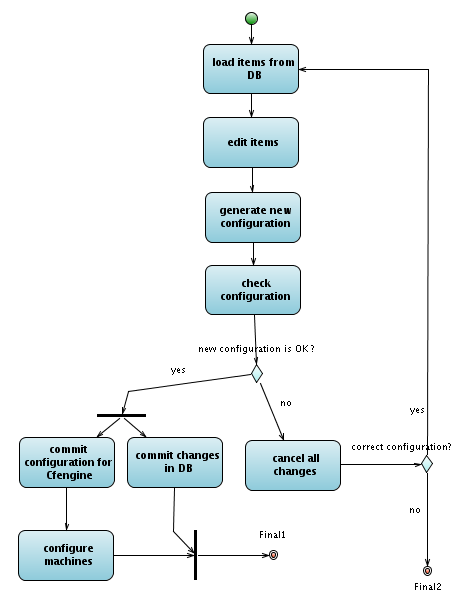 load items from
DB
edit items
generate new
configuration
check
configuration
new configuration is OK?
yes
no
yes
commit
configuration for
Cfengine
commit changes
in DB
cancel all
changes
correct configuration?
no
configure
machines
Final1
Final2